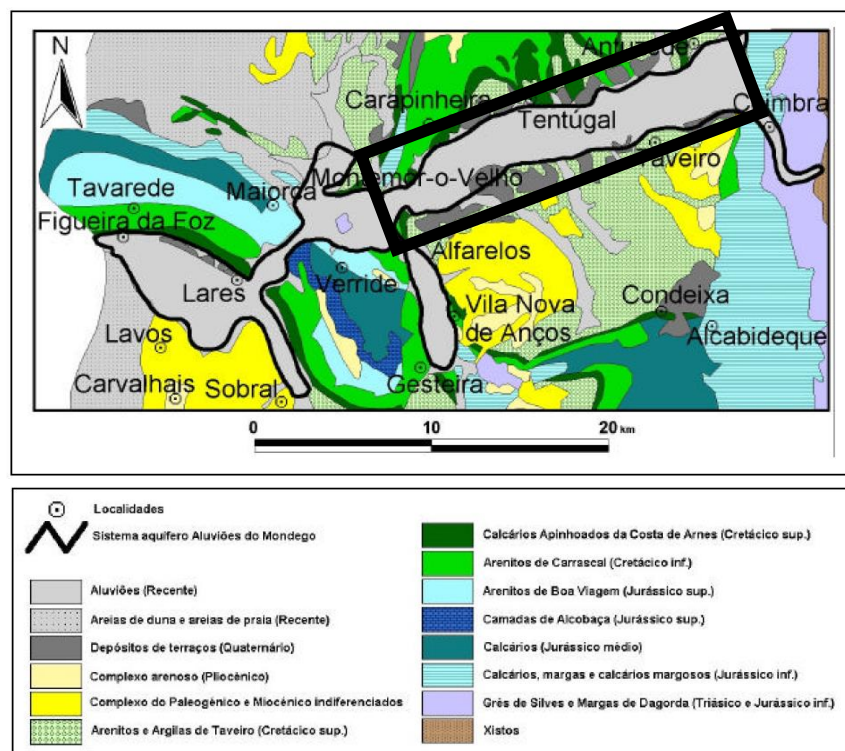 N
Antuzede
Carapinheira
Coimbra
Tentúgal
Taveiro
Montemor-o-Velho
Tavarede
Maiorca
Figueira da Foz
Alfarelos
Lares
Verride
Vila Nova
de Anços
Condeixa
Lavos
Alcabideque
Carvalhais
Sobral
Gesteira
0 10 20 km
Localidades
Sistema aquífero Aluviões do Mondego
Aluviões (Recente)
Areias de duna e areias de praia (Recente)
Depósitos de terraços (Quaternário)
Complexo arenoso (Pliocénico)
Complexo do Paleogénico e Miocénico indiferenciados
Arenitos e Argilas de Taveiro (Cretácico sup.)
Calcários Apinhoados da Costa de Arnes (Cretácico sup.)
Arenitos de Carrascal (Cretácico inf.)
Arenitos de Boa Viagem (Jurássico sup.)
Camadas de Alcobaça (Jurássico sup.)
Calcários (Jurássico médio)
Calcários, margas e calcários margosos (Jurássico inf.)
Grés de Silves e Margas de Dagorda (Triásico e Jurássico inf.)
Xistos